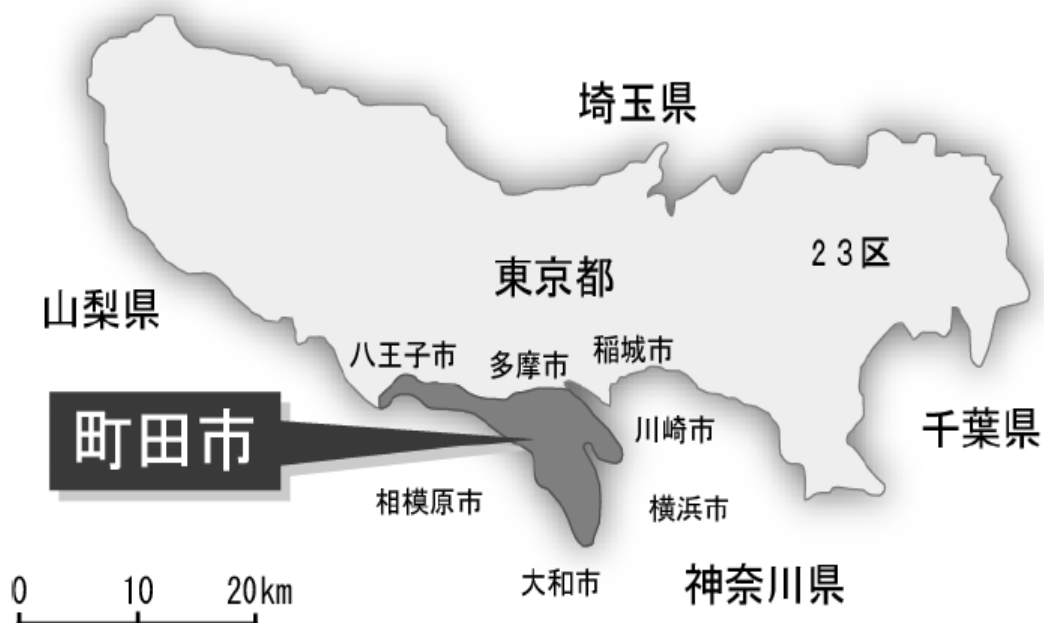 埼玉県
23区
東京都
山梨県
八王子市
多摩市
稲城市
町田市
川崎市
千葉県
相模原市
横浜市
大和市
神奈川県
0 10 20km